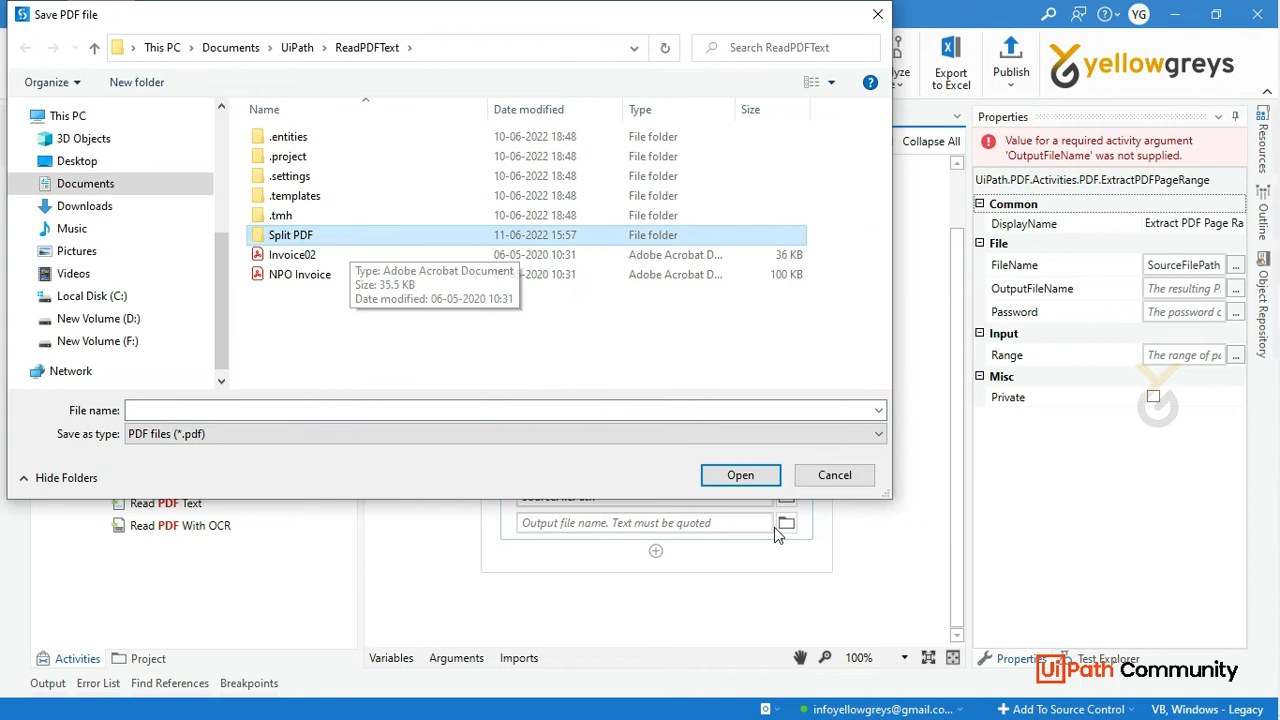 Save PDF file
YG
This PC
Documents
UiPath
ReadPDFText
Search ReadPDFText
Export to Excel
Publish
yellowgreys
Organize
New folder
Name
Date modified
Type
Size
This PC
3D Objects
Desktop
Documents
Downloads
Music
Pictures
Videos
Local Disk (C:)
New Volume (D:)
New Volume (F:)
Network
.entities 10-06-2022 18:48 File folder
.project 10-06-2022 18:48 File folder
.settings 10-06-2022 18:48 File folder
.templates 10-06-2022 18:48 File folder
.tmh 10-06-2022 18:48 File folder
Split PDF 11-06-2022 15:57 File folder
Invoice02 06-05-2020 10:31 Adobe Acrobat D... 36 KB
NPO Invoice 10:31 Adobe Acrobat D... 100 KB
Type: Adobe Acrobat Document
Size: 35.5 KB
Date modified: 06-05-2020 10:31
File name:
Save as type: PDF files (*.pdf)
Hide Folders
Open
Cancel
Collapse All
Properties
Value for a required activity argument
'OutputFileName' was not supplied.
UiPath.PDF.Activities.PDF.ExtractPDFPageRange
Common
DisplayName Extract PDF Page Ra
File
FileName SourceFilePath ...
OutputFileName The resulting P. ...
Password The password c ...
Input
Range The range of pc ...
Misc
Private
Resources
Outline
Object Repository
Read PDF Text
Read PDF With OCR
Output file name. Text must be quoted
Activities
Project
Variables
Arguments
Imports
100%
Properties
Test Explorer
UiPath Community
Output
Error List
Find References
Breakpoints
infoyellowgreys@gmail.co...
Add To Source Control
VB, Windows - Legacy